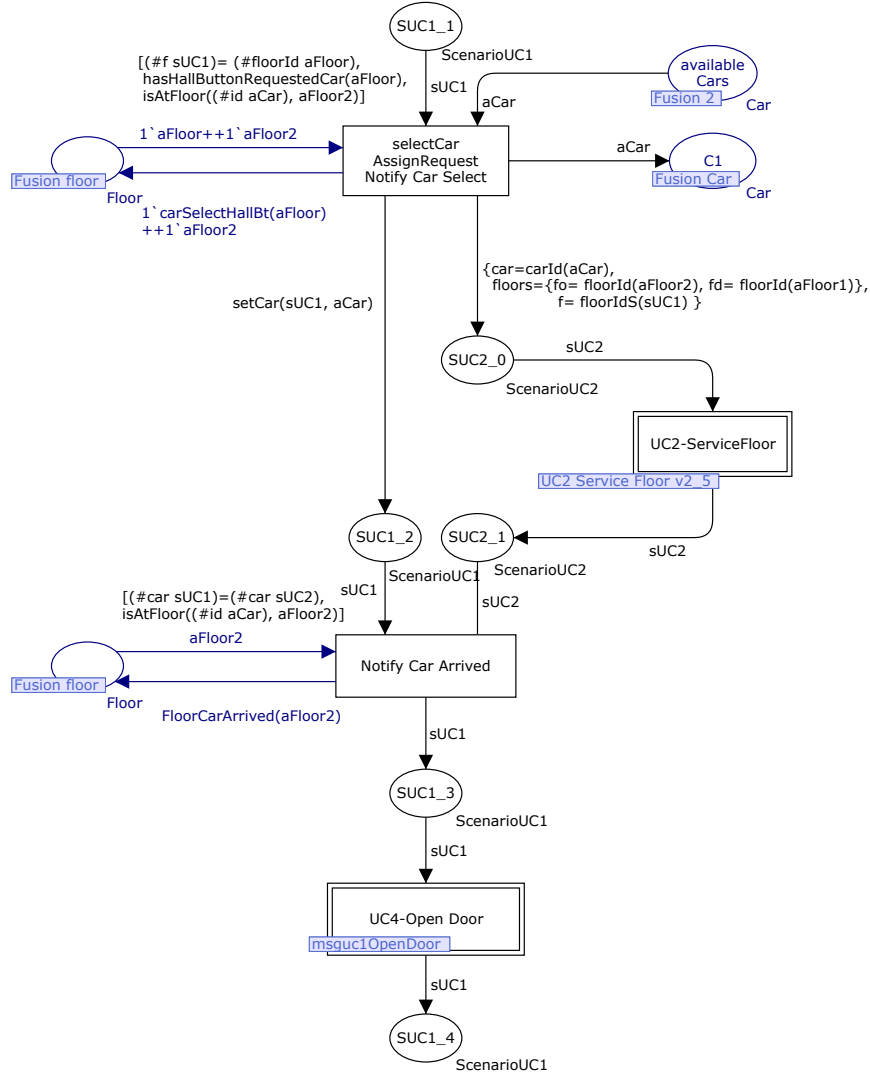 SUC1_1
ScenarioUC1
[(#f sUC1)= (#floorId aFloor),
hasHallButtonRequestedCar(aFloor),
isAtFloor((#id aCar), aFloor2)]
sUC1
aCar
available
Cars
Fusion 2
Car
1`aFloor++1`aFloor2
selectCar
AssignRequest
Notify Car Select
aCar
C1
Fusion Car
Car
Fusion floor
Floor
1`carSelectHallBt(aFloor)
++1`aFloor2
{car=carId(aCar),
floors={fo= floorId(aFloor2), fd= floorId(aFloor1)},
f= floorIdS(sUC1) }
setCar(sUC1, aCar)
SUC2_0
sUC2
ScenarioUC2
UC2-ServiceFloor
UC2 Service Floor v2_5
SUC1_2
SUC2_1
sUC2
ScenarioUC1
ScenarioUC2
sUC1
sUC2
[(#car sUC1)=(#car sUC2),
isAtFloor((#id aCar), aFloor2)]
aFloor2
Notify Car Arrived
Fusion floor
Floor
FloorCarArrived(aFloor2)
sUC1
SUC1_3
ScenarioUC1
sUC1
UC4-Open Door
msguc1OpenDoor
sUC1
SUC1_4
ScenarioUC1